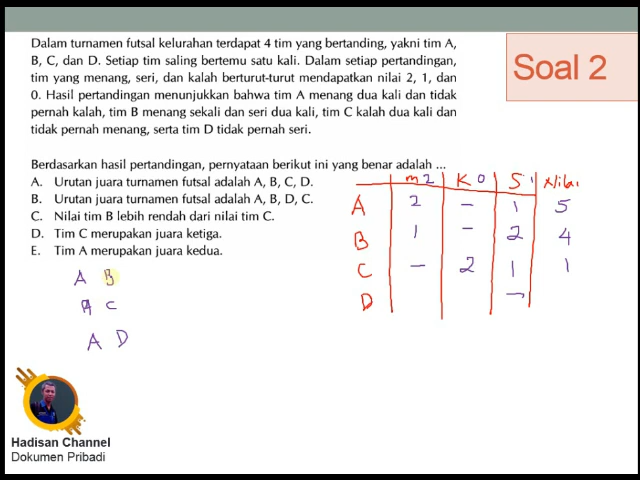 Dalam turnamen futsal kelurahan terdapat 4 tim yang bertanding, yakni tim A,
B, C, dan D. Setiap tim saling bertemu satu kali. Dalam setiap pertandingan,
tim yang menang, seri, dan kalah berturut-turut mendapatkan nilai 2, 1, dan
0. Hasil pertandingan menunjukkan bahwa tim A menang dua kali dan tidak
pernah kalah, tim B menang sekali dan seri dua kali, tim C kalah dua kali dan
tidak pernah menang, serta tim D tidak pernah seri.
Berdasarkan hasil pertandingan, pernyataan berikut ini yang benar adalah ...
A. Urutan juara turnamen futsal adalah A, B, C, D.
B. Urutan juara turnamen futsal adalah A, B, D, C.
C. Nilai tim B lebih rendah dari nilai tim C.
D. Tim C merupakan juara ketiga.
E. Tim A merupakan juara kedua.
Soal 2
m 2 K 0 S 1 Nilai
A 2 - 1 5
B 1 - 2 4
C - 2 1 1
D -
A B
A C
A D
Hadisan Channel
Dokumen Pribadi